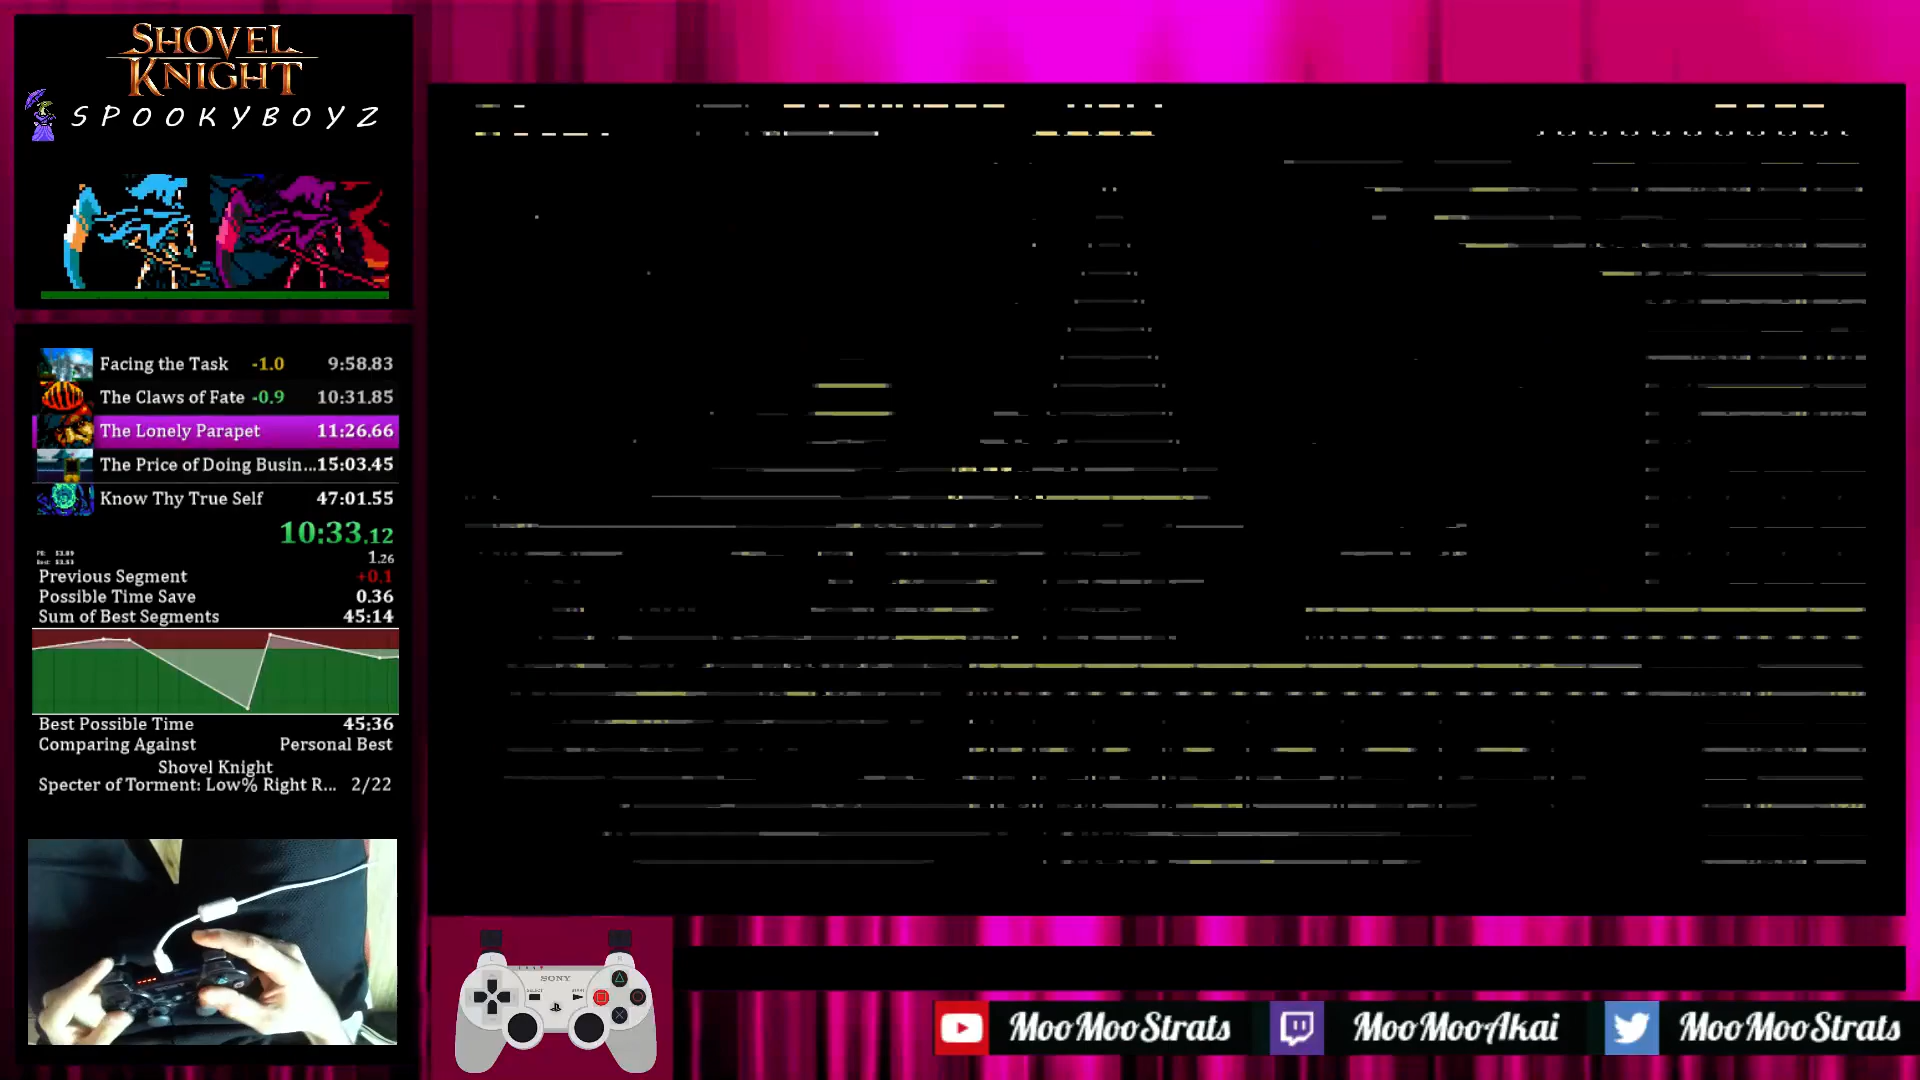 SHOVEL
KNIGHT
SPOOKYBOYZ
Facing the Task -1.0 9:58.83
The Claws of Fate -0.9 10:31.85
The Lonely Parapet 11:26.66
The Price of Doing Busin... 15:03.45
Know Thy True Self 47:01.55
10:33.12
1.26
Previous Segment +0.1
Possible Time Save 0.36
Sum of Best Segments 45:14
Best Possible Time 45:36
Comparing Against Personal Best
Shovel Knight
Specter of Torment: Low% Right R... 2/22
SONY
SELECT
MooMooStrats
MooMooAkai
MooMooStrats